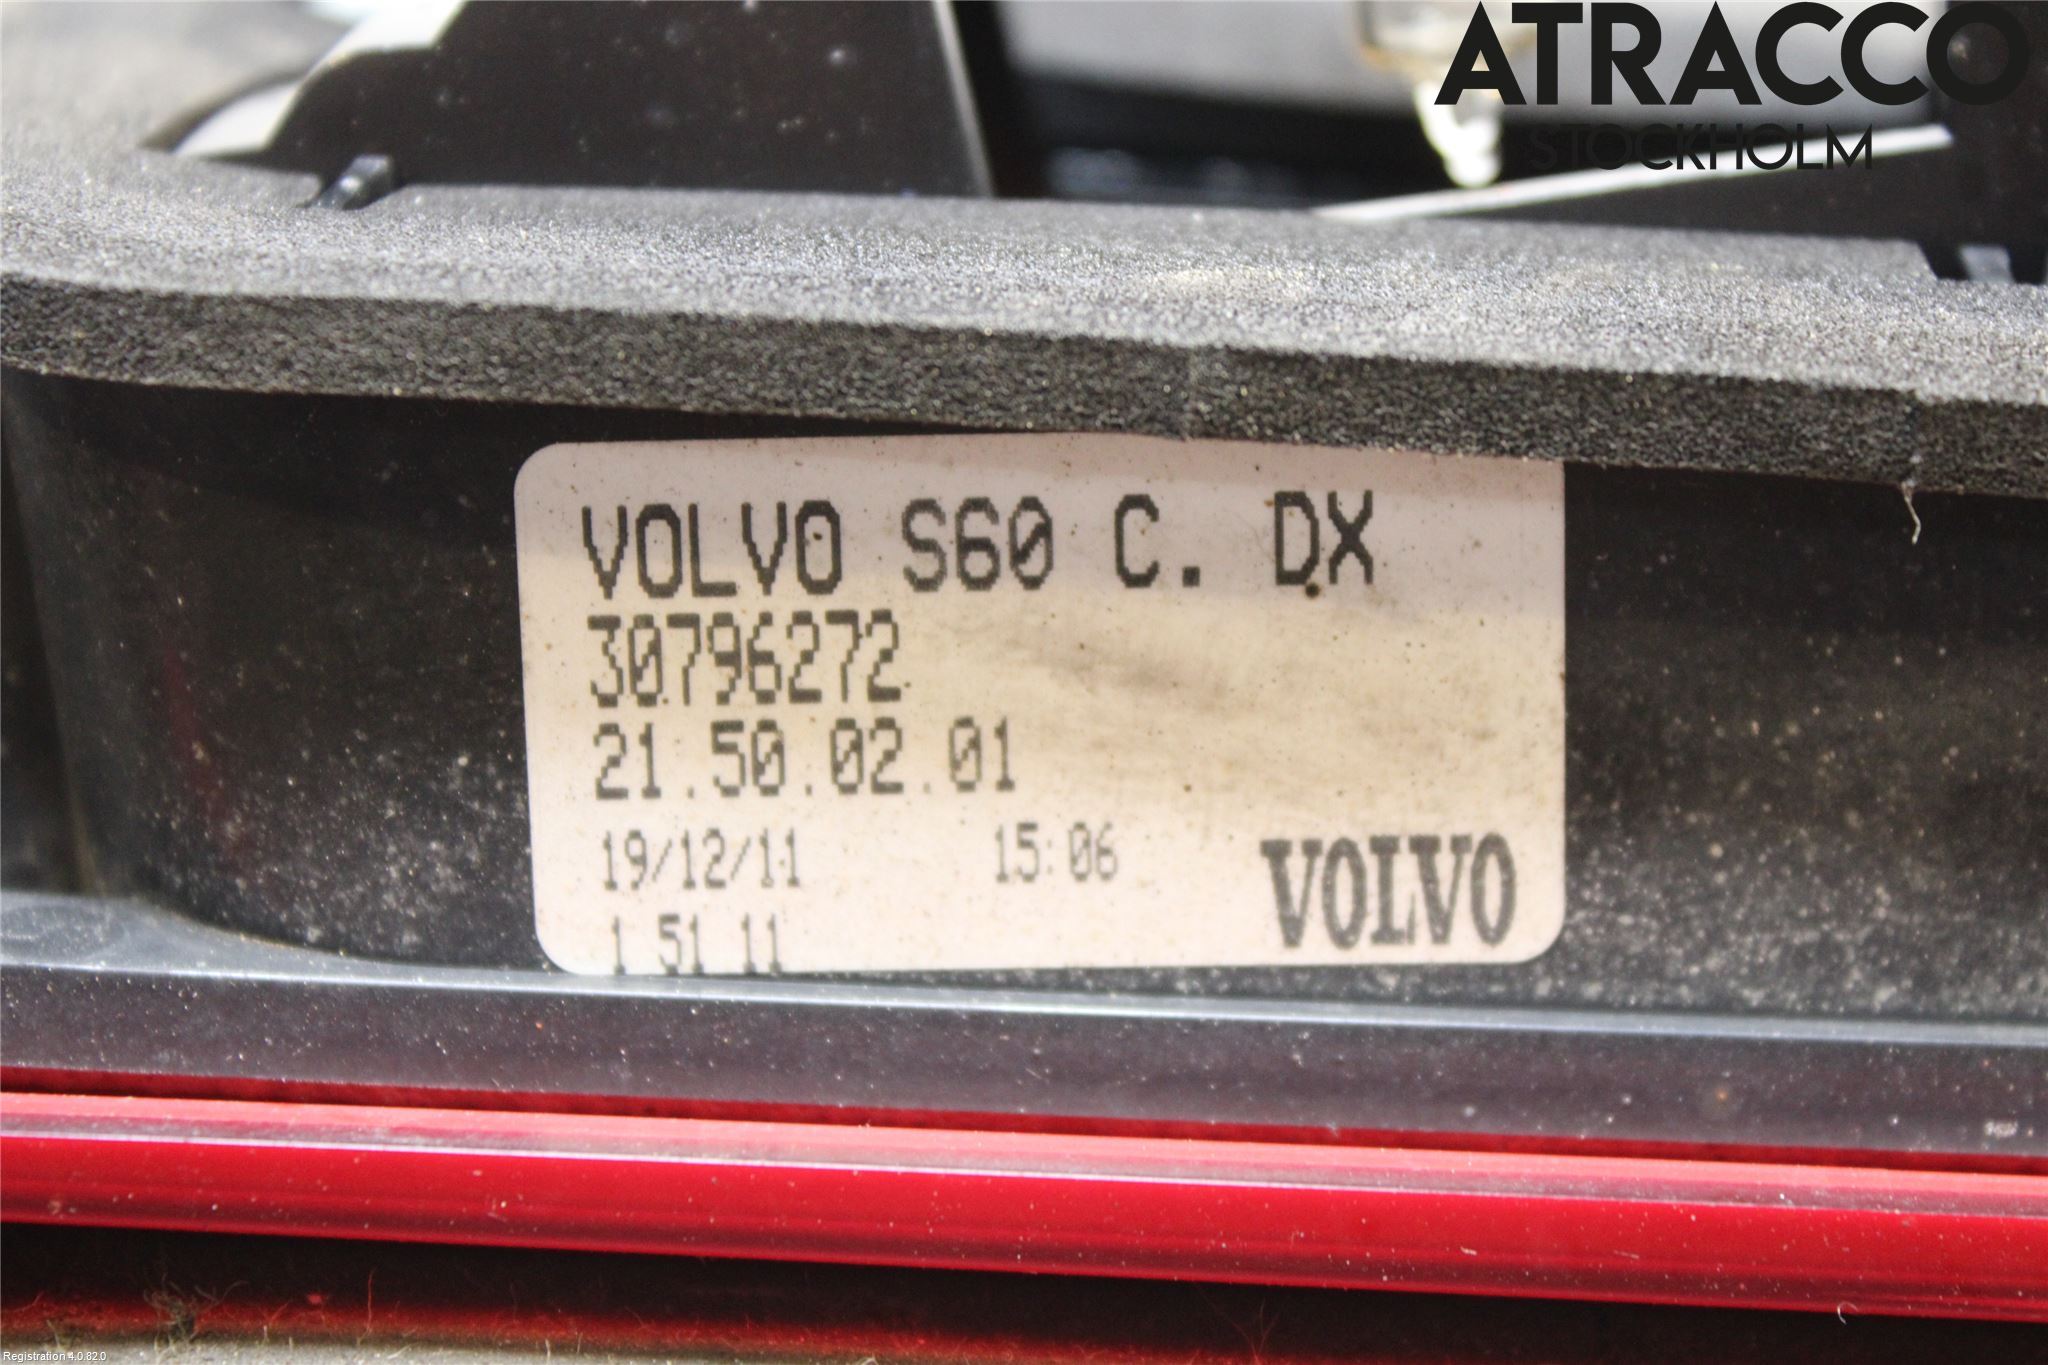 ATRACCO
STOCKHOLM
VOLVO S60 C. DX
30796272
21.50.02.01
19/12/11 15:06
VOLVO
1 51 11
Registration 4.0.82.0